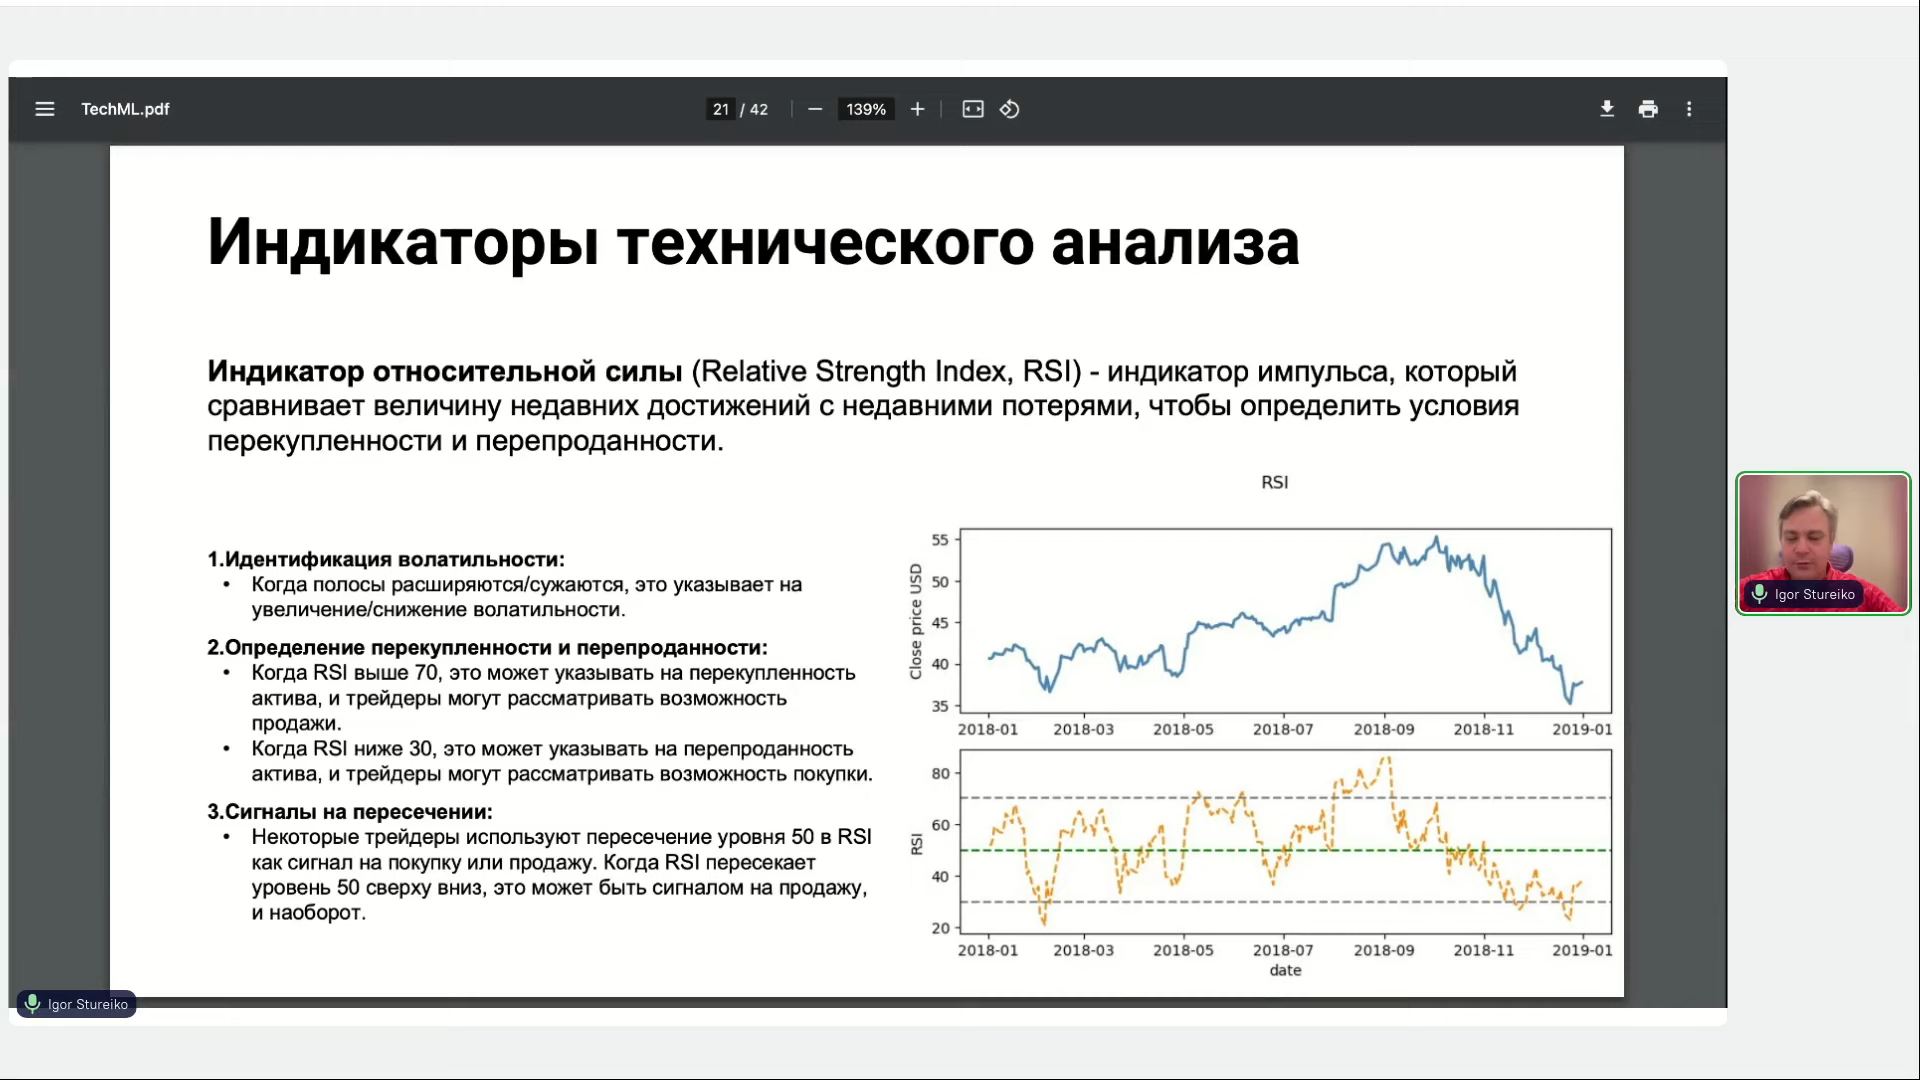 TechML.pdf
21 / 42
139%
Индикаторы технического анализа
Индикатор относительной силы (Relative Strength Index, RSI) - индикатор импульса, который
сравнивает величину недавних достижений с недавними потерями, чтобы определить условия
перекупленности и перепроданности.
1.Идентификация волатильности:
• Когда полосы расширяются/сужаются, это указывает на
увеличение/снижение волатильности.
2.Определение перекупленности и перепроданности:
• Когда RSI выше 70, это может указывать на перекупленность
актива, и трейдеры могут рассматривать возможность
продажи.
• Когда RSI ниже 30, это может указывать на перепроданность
актива, и трейдеры могут рассматривать возможность покупки.
3.Сигналы на пересечении:
• Некоторые трейдеры используют пересечение уровня 50 в RSI
как сигнал на покупку или продажу. Когда RSI пересекает
уровень 50 сверху вниз, это может быть сигналом на продажу,
и наоборот.
RSI
Close price USD
55
50
45
40
35
2018-01 2018-03 2018-05 2018-07 2018-09 2018-11 2019-01
RSI
80
60
40
20
2018-01 2018-03 2018-05 2018-07 2018-09 2018-11 2019-01
date
Igor Stureiko
Igor Stureiko